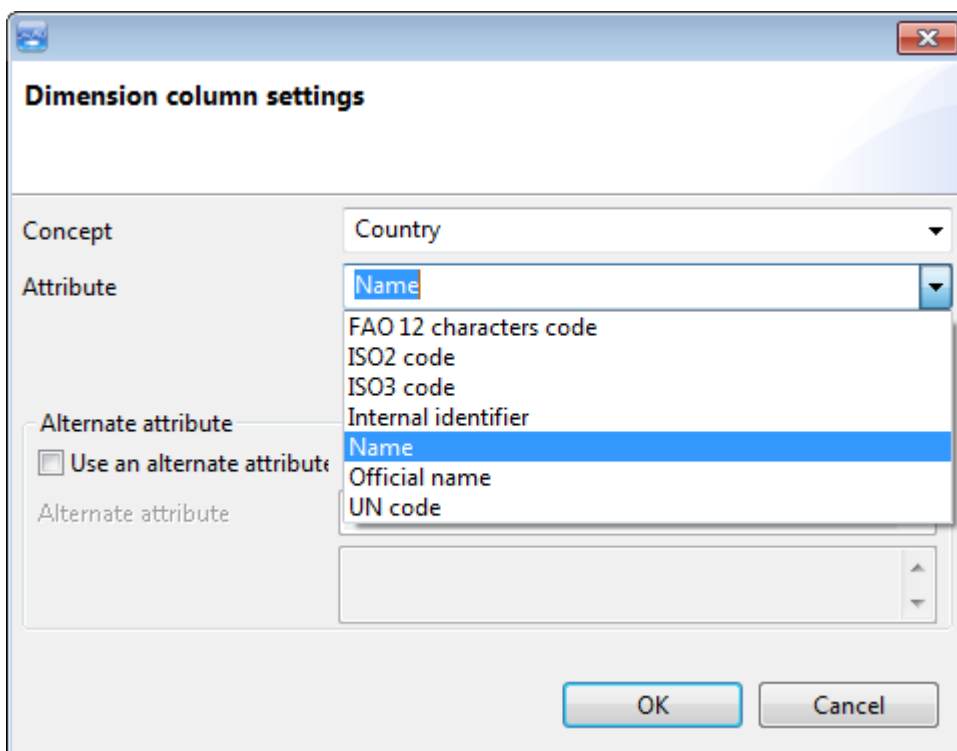 Dimension column settings
Concept
Country
Attribute
Name
FAO 12 characters code
ISO2 code
ISO3 code
Internal identifier
Name
Official name
UN code
Alternate attribute
Use an alternate attribute
Alternate attribute
OK
Cancel